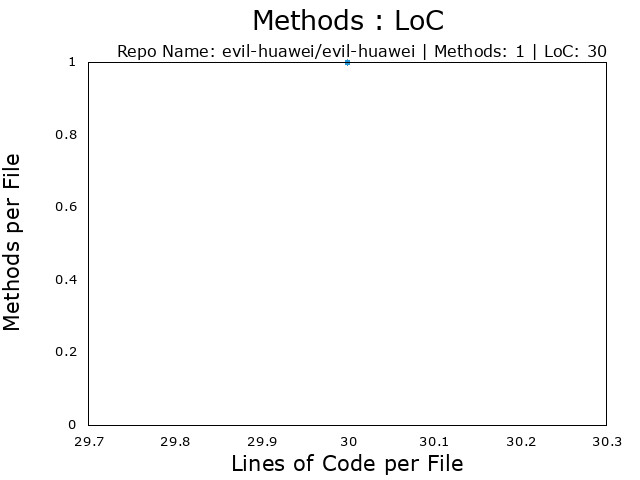 Methods : LoC
Repo Name: evil-huawei/evil-huawei | Methods: 1 | LoC: 30
1
0.8
0.6
0.4
0.2
0
Methods per File
29.7 29.8 29.9 30 30.1 30.2 30.3
Lines of Code per File